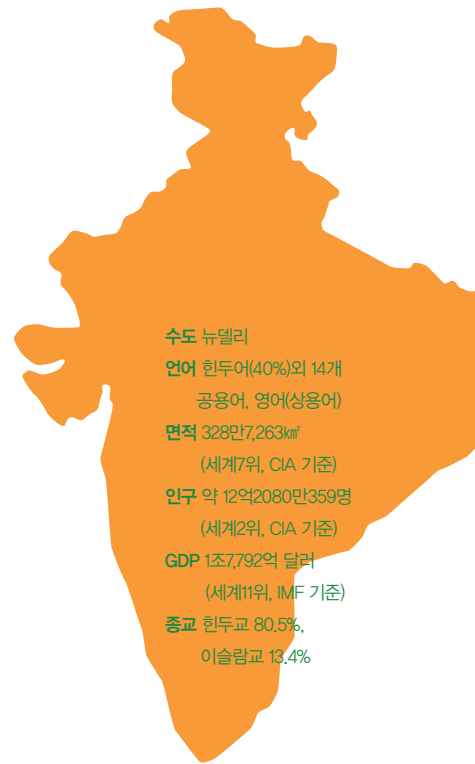 수도 뉴델리
언어 힌두어(40%)외 14개
공용어, 영어(상용어)
면적 328만7,263㎢
(세계7위, CIA 기준)
인구 약 12억2080만359명
(세계2위, CIA 기준)
GDP 1조7,792억 달러
(세계11위, IMF 기준)
종교 힌두교 80.5%,
이슬람교 13.4%